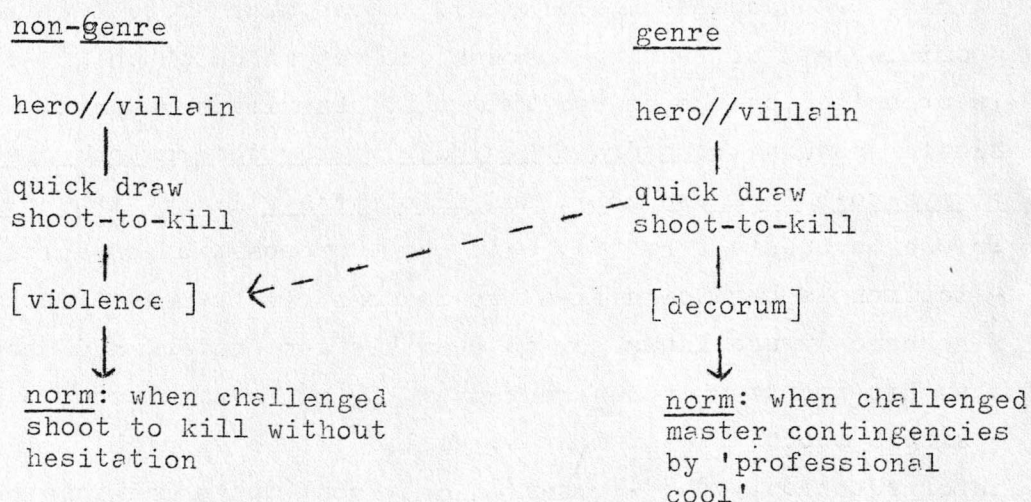 non-genre
hero//villain
quick draw
shoot-to-kill
[violence ]
norm: when challenged
shoot to kill without
hesitation
genre
hero//villain
quick draw
shoot-to-kill
[decorum]
norm: when challenged
master contingencies
by 'professional
cool'